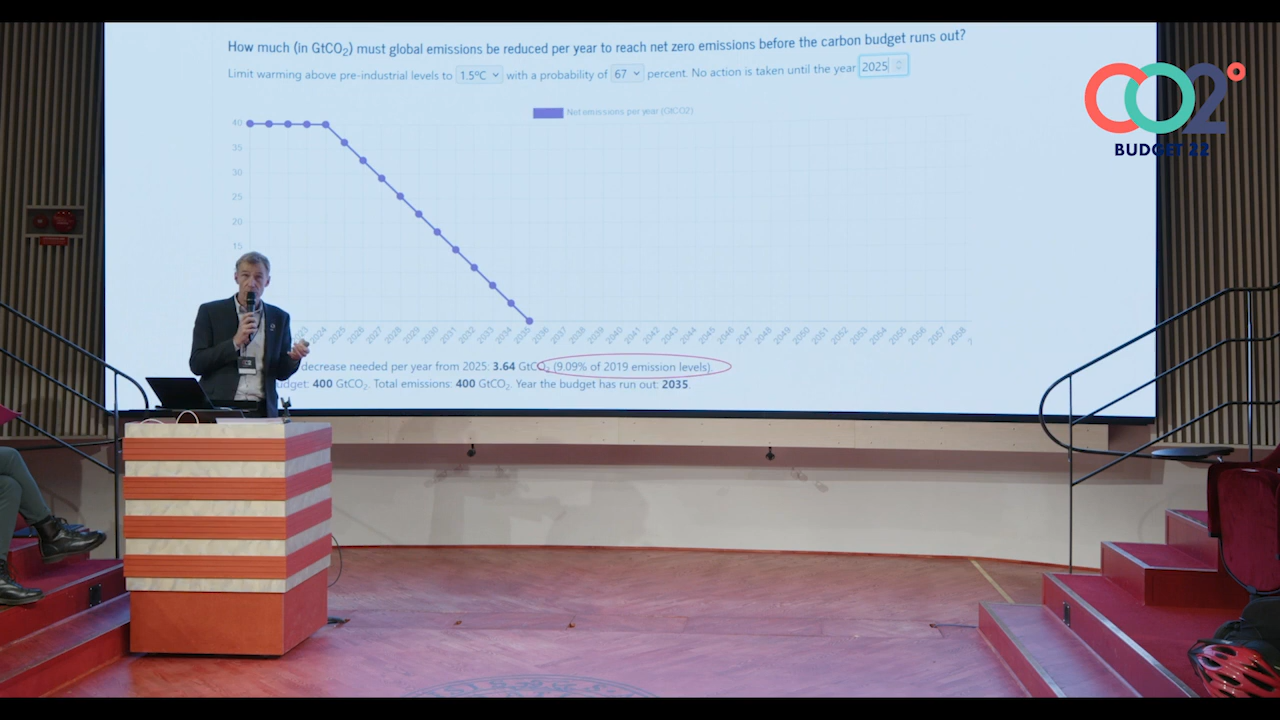 How much (in GtCO₂) must global emissions be reduced per year to reach net zero emissions before the carbon budget runs out?
Limit warming above pre-industrial levels to 1.5ºC with a probability of 67 percent. No action is taken until the year 2025
CO2°
BUDGET 22
Net emissions per year (GtCO2)
40
35
30
25
20
15
2024 2025 2026 2027 2028 2029 2030 2031 2032 2033 2034 2035 2036 2037 2038 2039 2040 2041 2042 2043 2044 2045 2046 2047 2048 2049 2050 2051 2052 2053 2054 2055 2056 2057 2058
decrease needed per year from 2025: 3.64 GtCO₂ (9.09% of 2019 emission levels)
400 GtCO₂. Total emissions: 400 GtCO₂. Year the budget has run out: 2035.